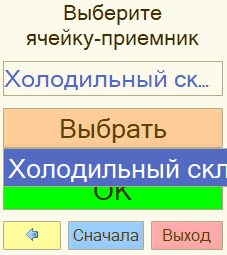 Выберите
ячейку-приемник
Холодильный ск...
Выбрать
Холодильный скл
OK
Сначала
Выход